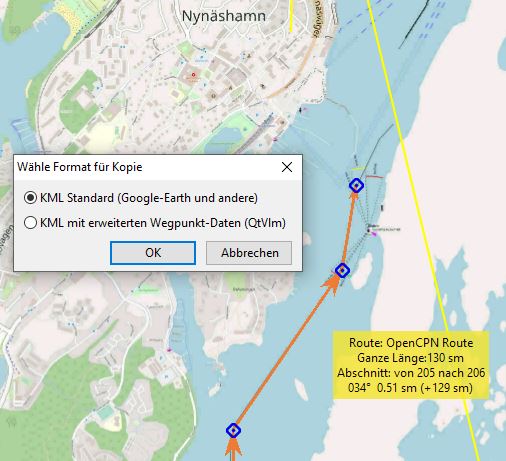 Nynäshamn
Wähle Format für Kopie
KML Standard (Google-Earth und andere)
KML mit erweiterten Wegpunkt-Daten (QtVlm)
OK
Abbrechen
Route: OpenCPN Route
Ganze Länge:130 sm
Abschnitt: von 205 nach 206
034° 0.51 sm (+129 sm)